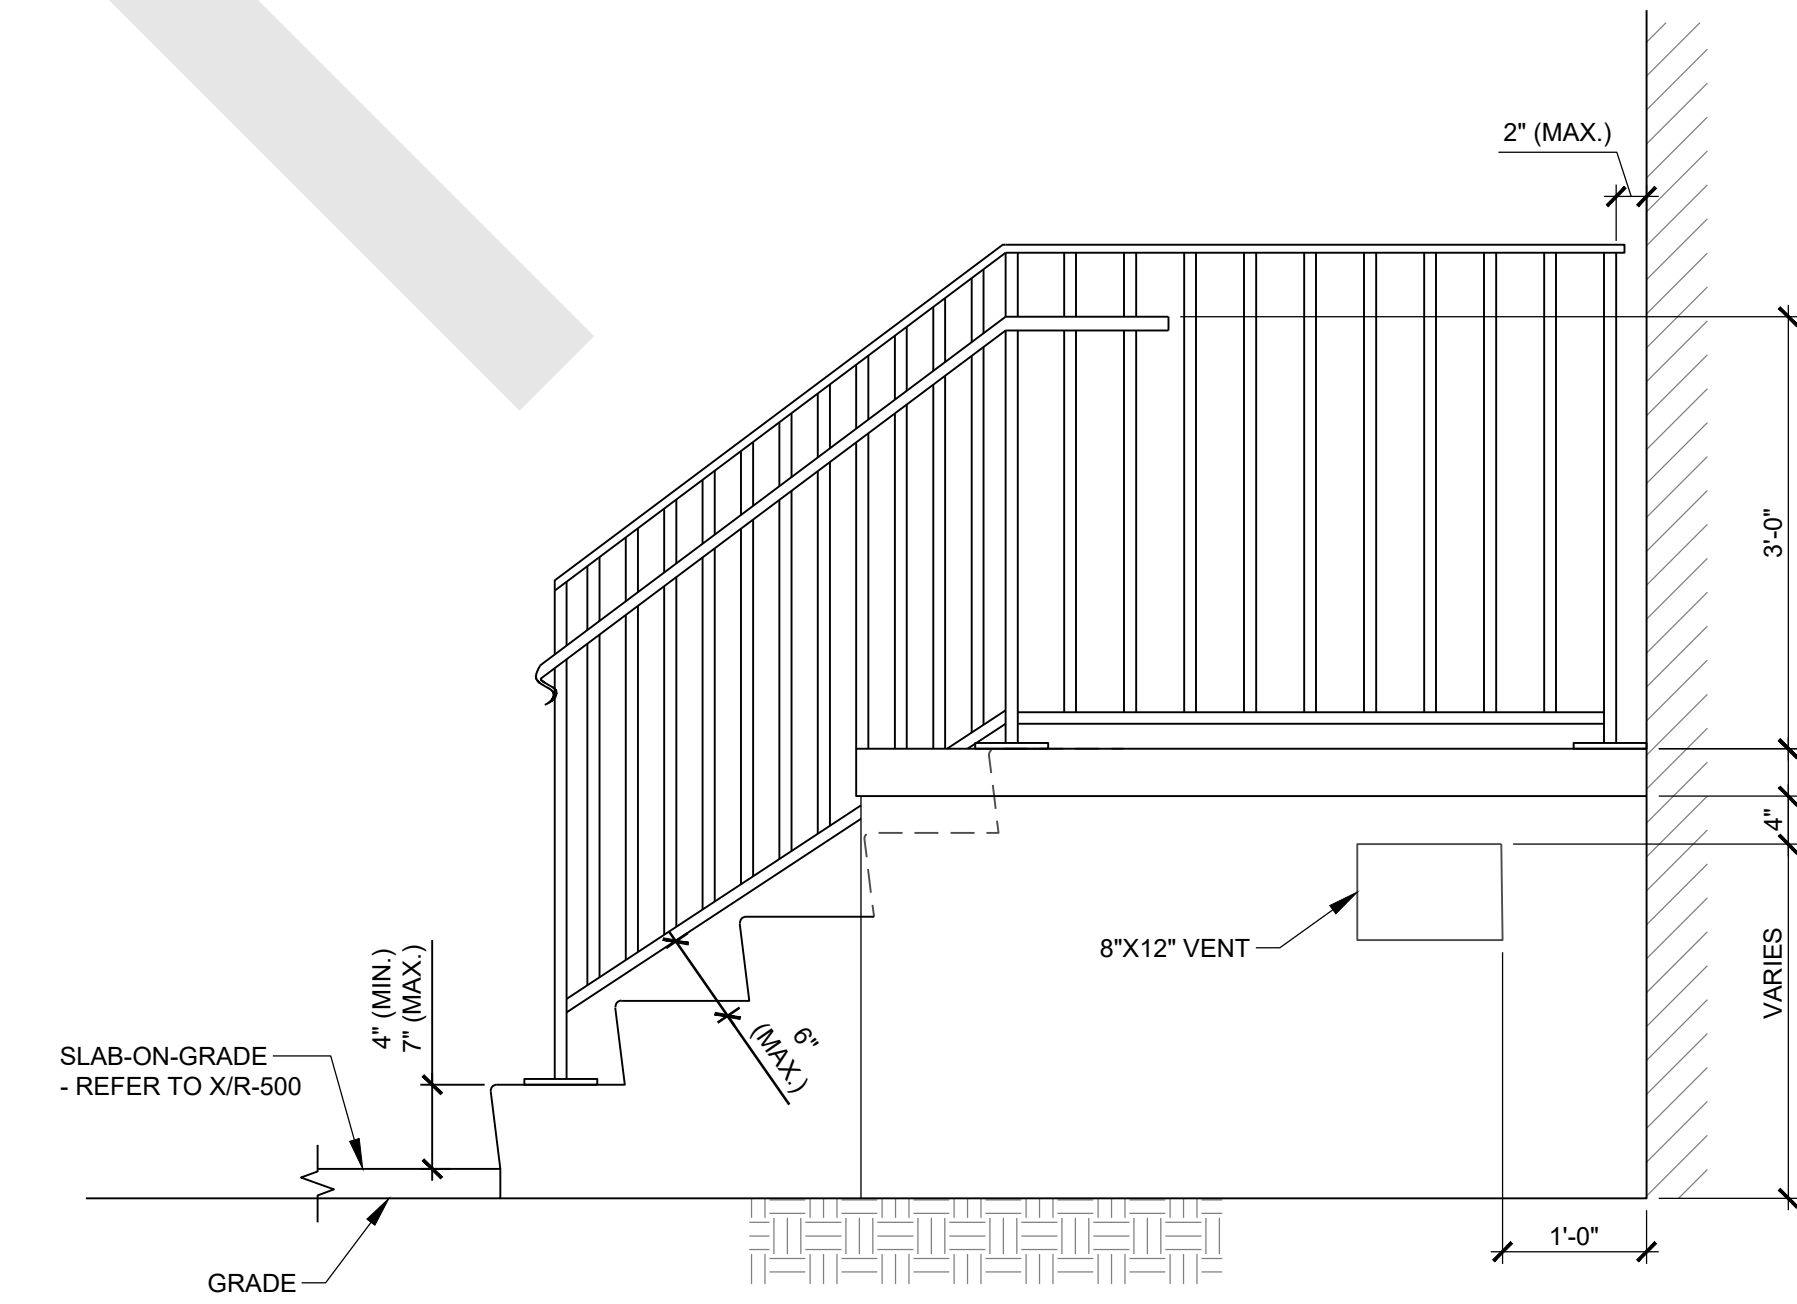 2" (MAX.)
3'-0"
4"
8"X12" VENT
VARIES
4" (MIN.)
7" (MAX.)
6"
(MAX.)
SLAB-ON-GRADE
- REFER TO X/R-500
1'-0"
GRADE